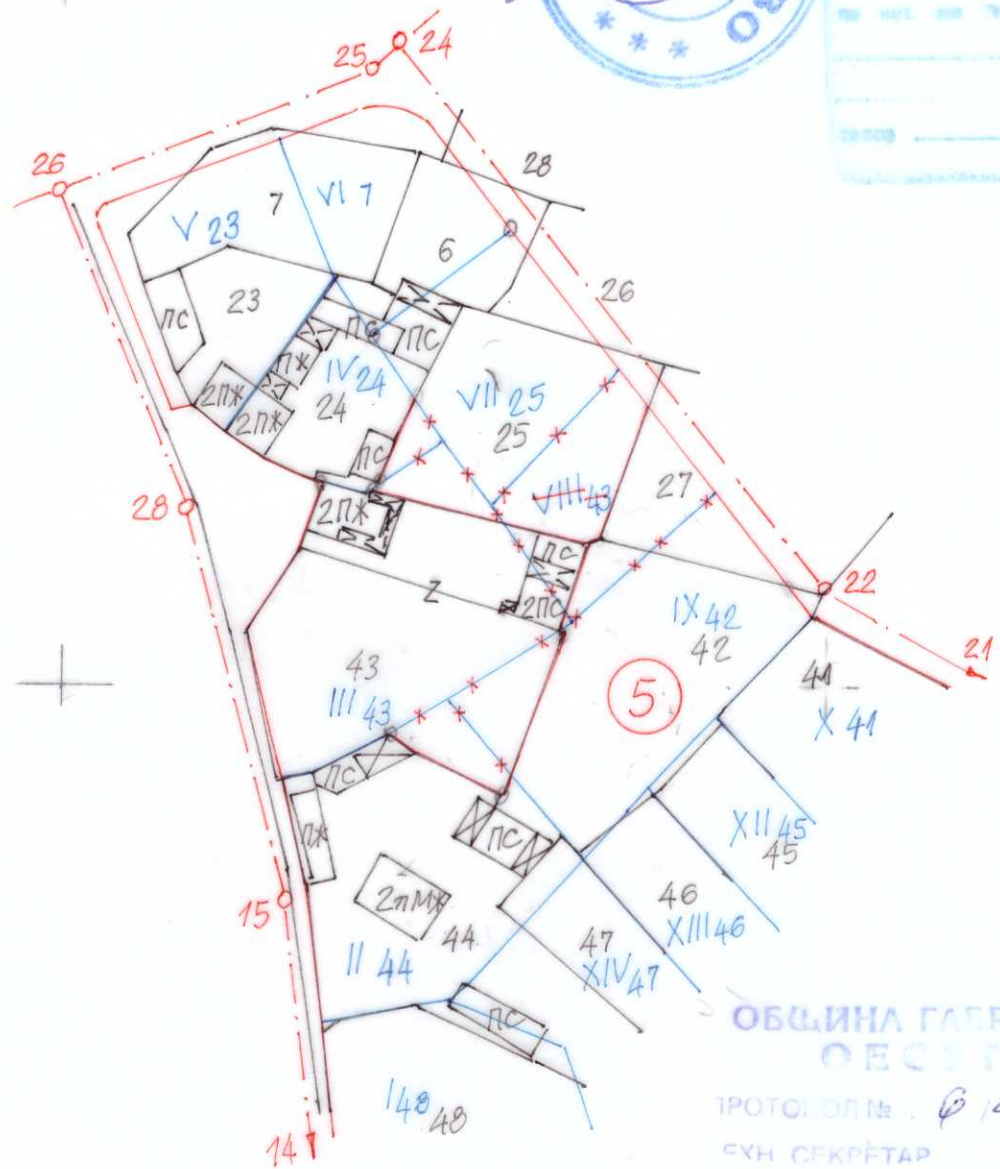 24
25
26
28
7
VI 7
V 23
6
23
26
ПС
ПС
ПС
ПЖ
IV 24
24
2ПЖ
2ПЖ
VII 25
25
ПС
27
VIII 43
28
2ПЖ
ПС
2ПС
22
IX 42
42
21
43
III 43
5
41
X 41
ПС
XII 45
45
ПЖ
ПС
15
2пМЖ
46
XIII 46
44
II 44
47
XIV 47
ПС
I 48
48
14
ОБЩИНА
ПРОТОКОЛ №
СЕКРЕТАР